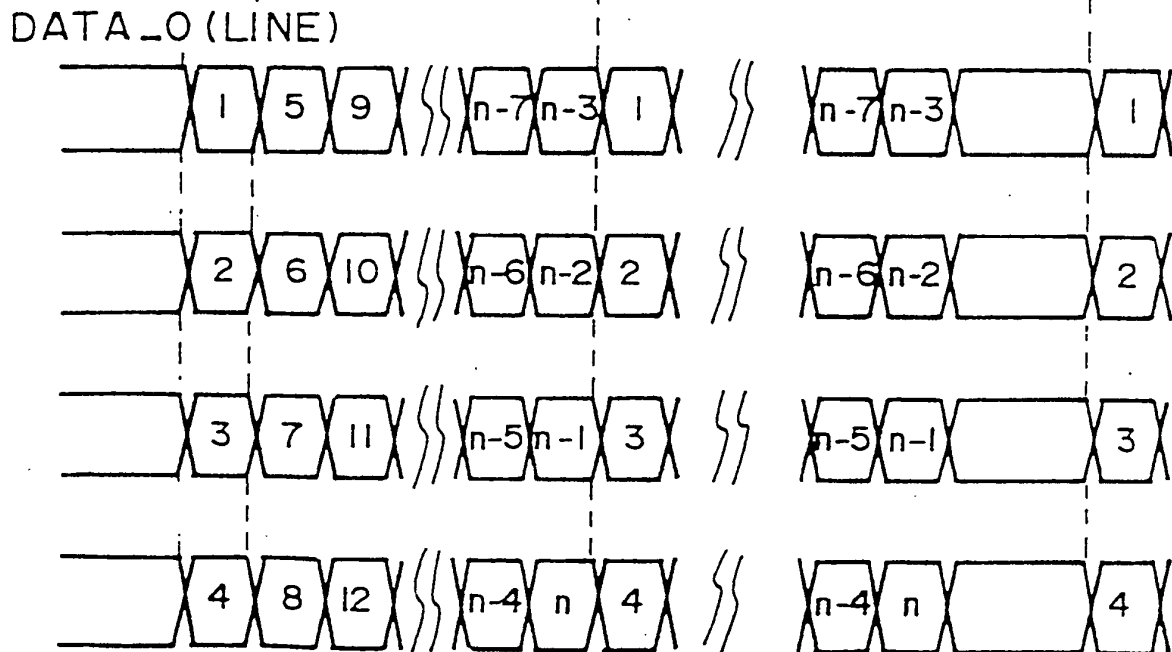 DATA_O (LINE)
1 5 9 n-7 n-3 1 n-7 n-3 1
2 6 10 n-6 n-2 2 n-6 n-2 2
3 7 11 n-5 n-1 3 n-5 n-1 3
4 8 12 n-4 n 4 n-4 n 4